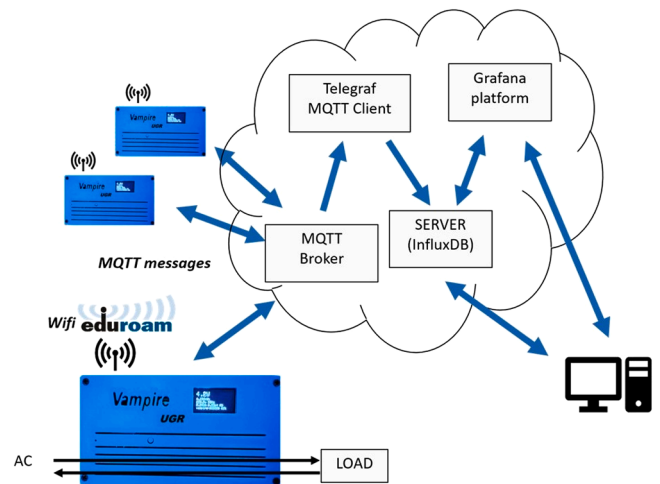 Telegraf
MQTT Client
Grafana
platform
Vampire
UGR
Vampire
UGR
MQTT
Broker
SERVER
(InfluxDB)
MQTT messages
Wifi eduroam
Vampire
UGR
AC
LOAD